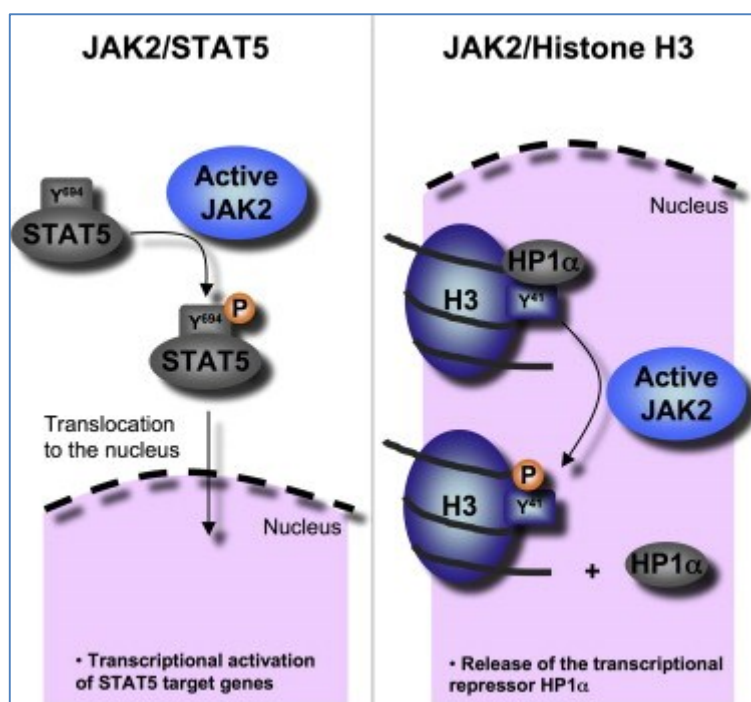 JAK2/STAT5
Y⁶⁹⁴
STAT5
Active
JAK2
Y⁶⁹⁴
P
STAT5
Translocation
to the nucleus
Nucleus
• Transcriptional activation
of STAT5 target genes
JAK2/Histone H3
Nucleus
HP1α
H3
Y⁴¹
Active
JAK2
P
H3
Y⁴¹
+
HP1α
• Release of the transcriptional
repressor HP1α